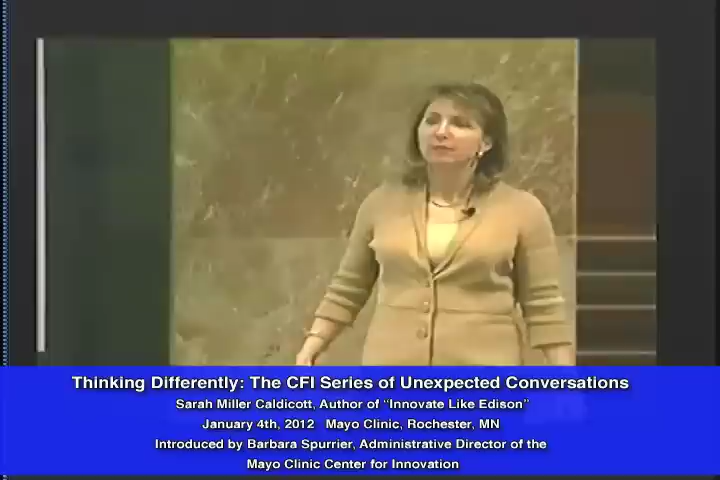 Thinking Differently: The CFI Series of Unexpected Conversations
Sarah Miller Caldicott, Author of “Innovate Like Edison”
January 4th, 2012 Mayo Clinic, Rochester, MN
Introduced by Barbara Spurrier, Administrative Director of the
Mayo Clinic Center for Innovation